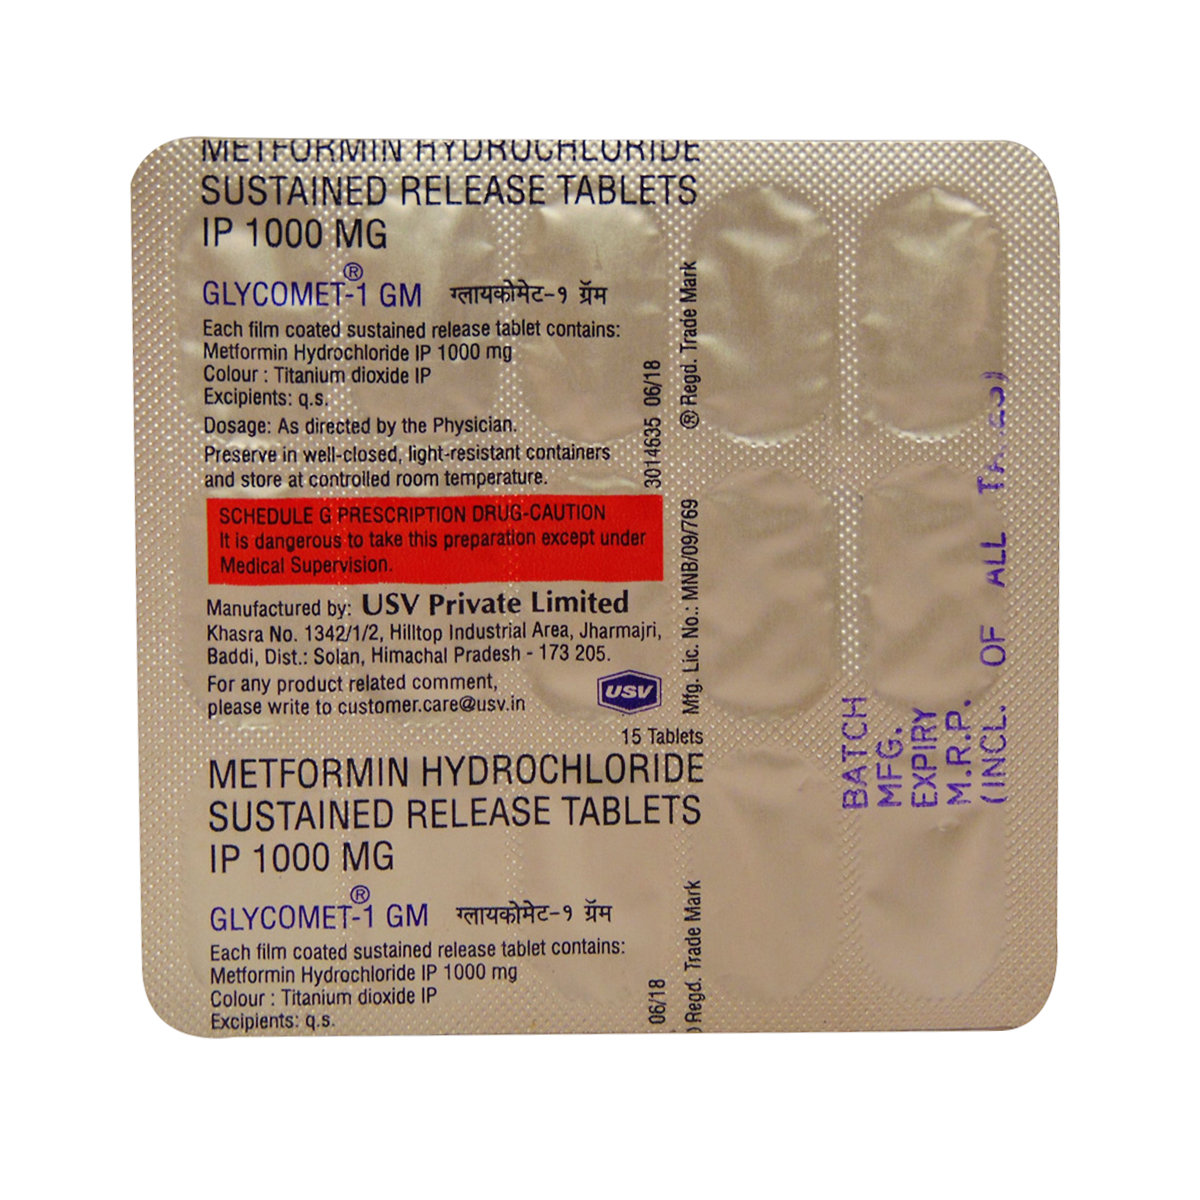 METFORMIN HYDROCHLORIDE
SUSTAINED RELEASE TABLETS
IP 1000 MG
GLYCOMET®-1 GM ग्लायकोमेट-१ ग्रॅम
Each film coated sustained release tablet contains:
Metformin Hydrochloride IP 1000 mg
Colour : Titanium dioxide IP
Excipients: q.s.
Dosage: As directed by the Physician.
Preserve in well-closed, light-resistant containers
and store at controlled room temperature.
SCHEDULE G PRESCRIPTION DRUG-CAUTION
It is dangerous to take this preparation except under
Medical Supervision.
Manufactured by: USV Private Limited
Khasra No. 1342/1/2, Hilltop Industrial Area, Jharmajri,
Baddi, Dist.: Solan, Himachal Pradesh - 173 205.
For any product related comment,
please write to customer.care@usv.in
USV
15 Tablets
METFORMIN HYDROCHLORIDE
SUSTAINED RELEASE TABLETS
IP 1000 MG
GLYCOMET®-1 GM ग्लायकोमेट-१ ग्रॅम
Each film coated sustained release tablet contains:
Metformin Hydrochloride IP 1000 mg
Colour : Titanium dioxide IP
Excipients: q.s.
3014635 06/18
06/18
Mfg. Lic. No.: MNB/09/769 ® Regd. Trade Mark
) Regd. Trade Mark
BATCH
MFG.
EXPIRY
M.R.P.
(INCL. OF ALL